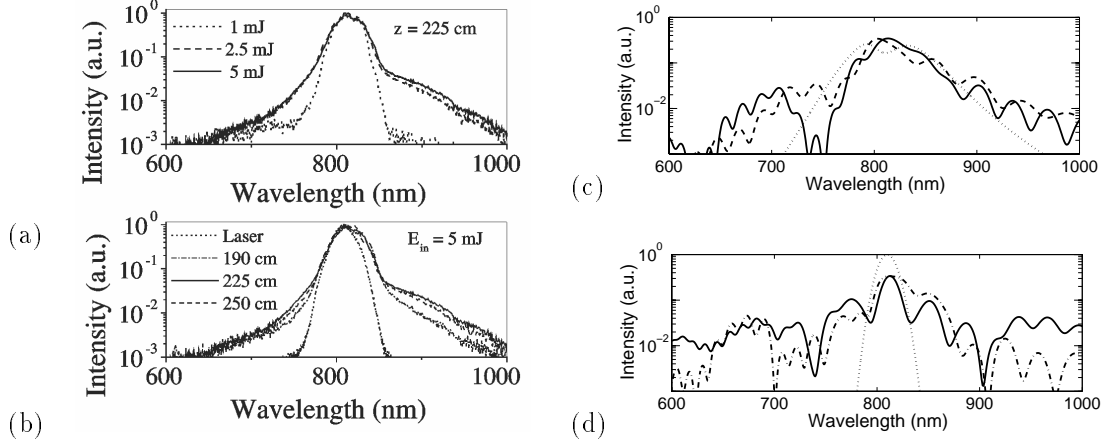 (a)
Intensity (a.u.)
10^0
10^-1
10^-2
10^-3
1 mJ
2.5 mJ
5 mJ
z = 225 cm
600 800 1000
Wavelength (nm)
(b)
Intensity (a.u.)
10^0
10^-1
10^-2
10^-3
Laser
190 cm
225 cm
250 cm
E_in = 5 mJ
600 800 1000
Wavelength (nm)
(c)
Intensity (a.u.)
10^0
10^-2
600 700 800 900 1000
Wavelength (nm)
(d)
Intensity (a.u.)
10^0
10^-2
600 700 800 900 1000
Wavelength (nm)